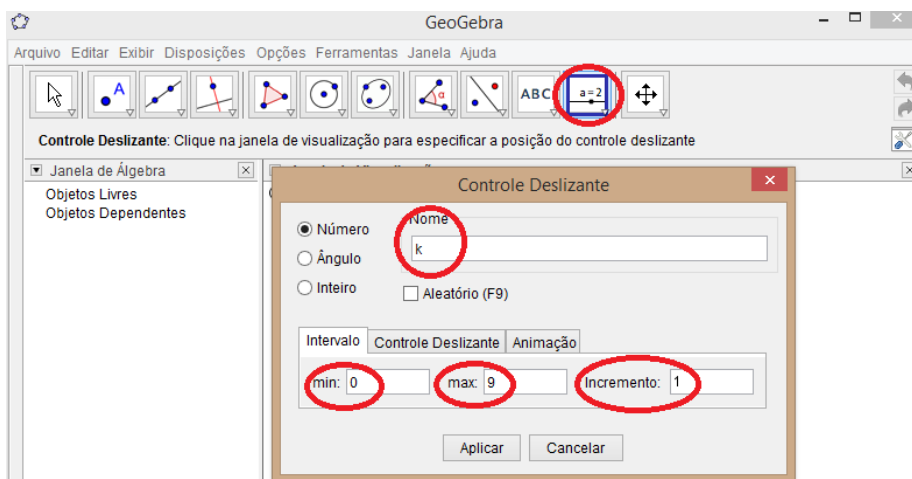 GeoGebra
Arquivo Editar Exibir Disposições Opções Ferramentas Janela Ajuda
A
α
ABC
a=2
Controle Deslizante: Clique na janela de visualização para especificar a posição do controle deslizante
Janela de Álgebra
Objetos Livres
Objetos Dependentes
Controle Deslizante
Número
Ângulo
Inteiro
Nome
k
Aleatório (F9)
Intervalo Controle Deslizante Animação
min: 0 max: 9 Incremento: 1
Aplicar Cancelar